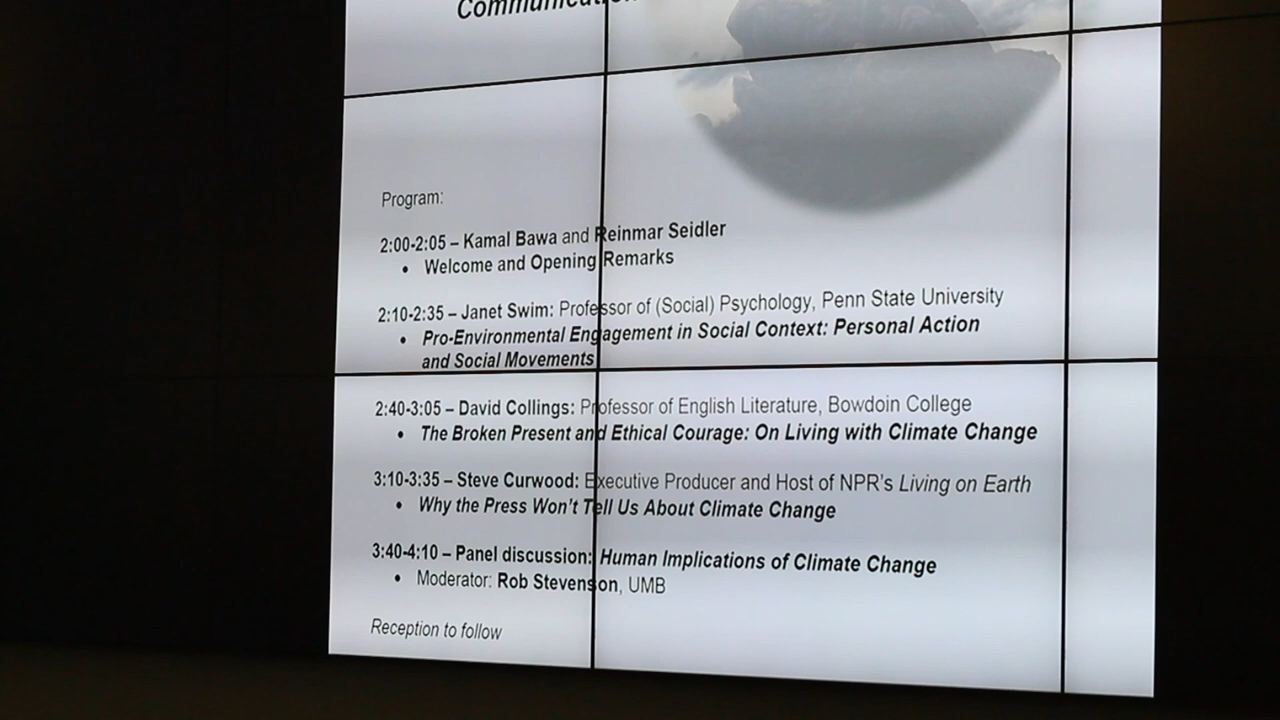 Communication
Program:
2:00-2:05 – Kamal Bawa and Reinmar Seidler
• Welcome and Opening Remarks
2:10-2:35 – Janet Swim: Professor of (Social) Psychology, Penn State University
• Pro-Environmental Engagement in Social Context: Personal Action
and Social Movements
2:40-3:05 – David Collings: Professor of English Literature, Bowdoin College
• The Broken Present and Ethical Courage: On Living with Climate Change
3:10-3:35 – Steve Curwood: Executive Producer and Host of NPR's Living on Earth
• Why the Press Won't Tell Us About Climate Change
3:40-4:10 – Panel discussion: Human Implications of Climate Change
• Moderator: Rob Stevenson, UMB
Reception to follow